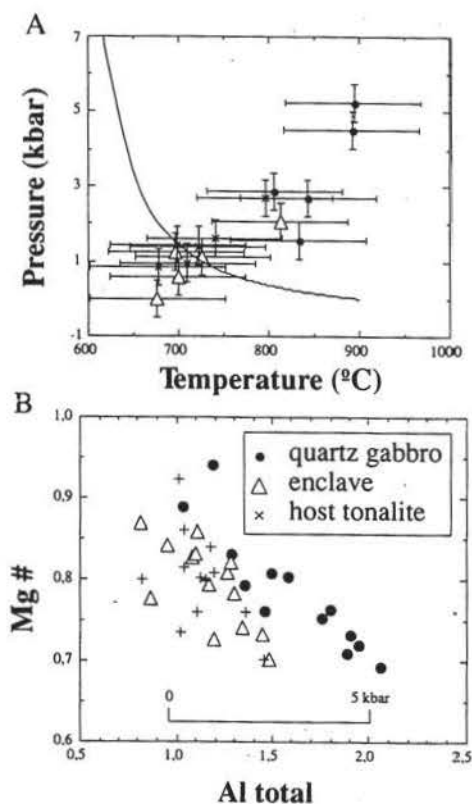 A
7
5
3
1
-1
Pressure (kbar)
600 700 800 900 1000
Temperature (ºC)
B
1,0
0,9
0,8
0,7
0,6
Mg #
quartz gabbro
enclave
host tonalite
0
5 kbar
0,5 1,0 1,5 2,0 2,5
Al total